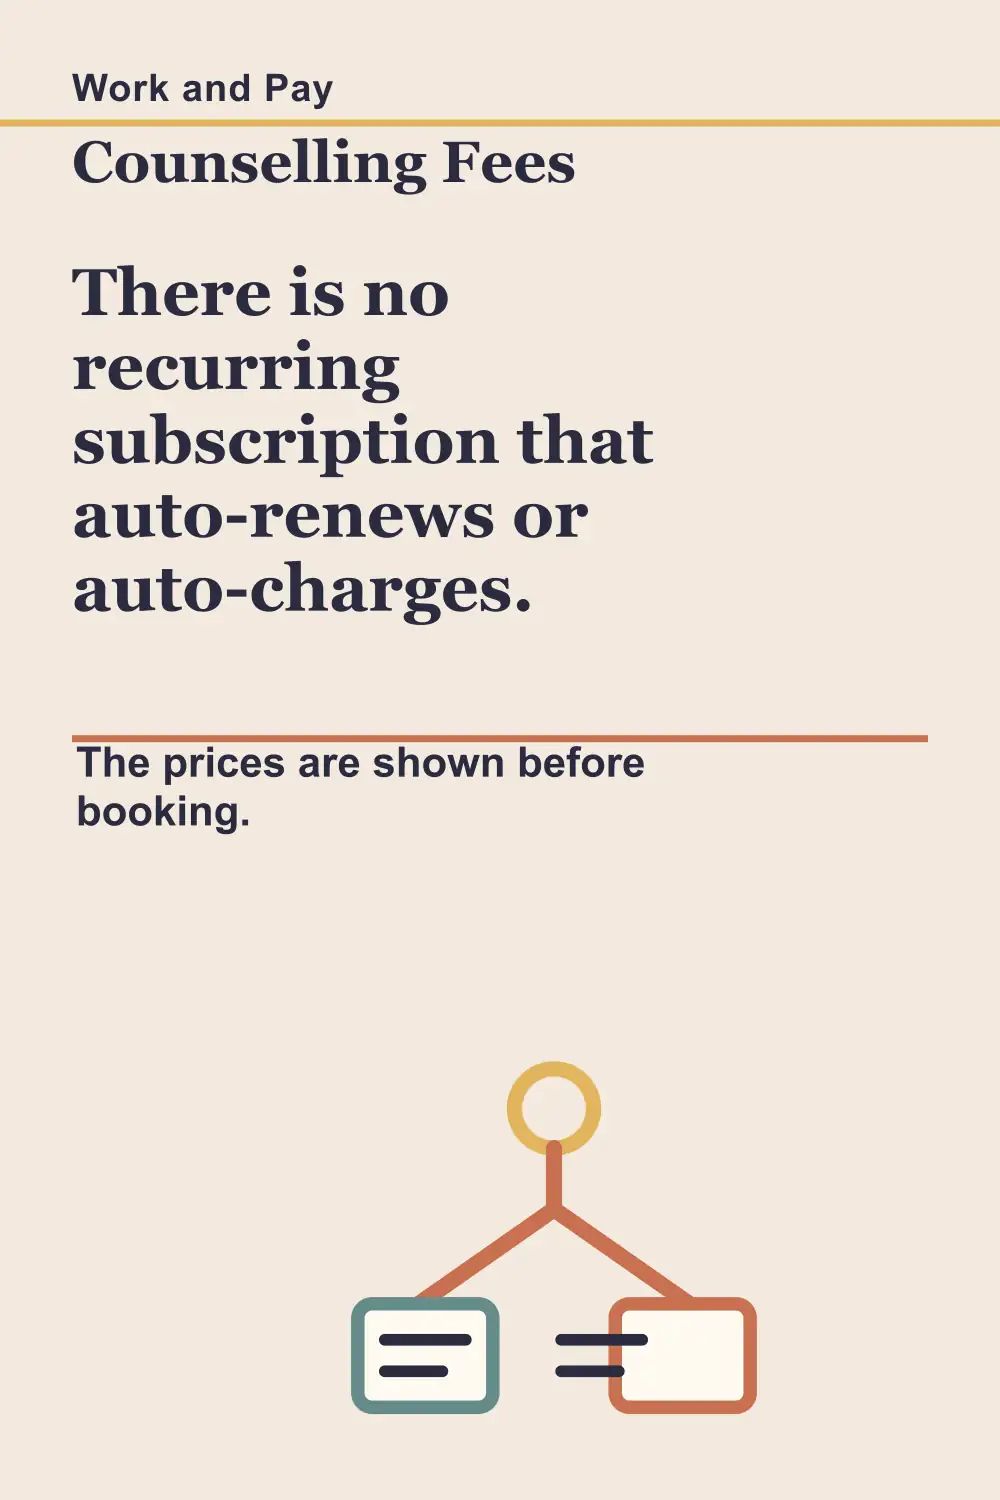 Work and Pay
Counselling Fees
There is no
recurring
subscription that
auto-renews or
auto-charges.
The prices are shown before
booking.